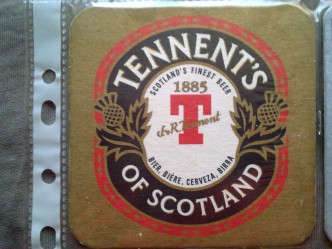 TENNENT'S
SCOTLAND'S FINEST BEER
1885
T
J & R Tennent
BIER, BIÈRE, CERVEZA, BIRRA
OF SCOTLAND